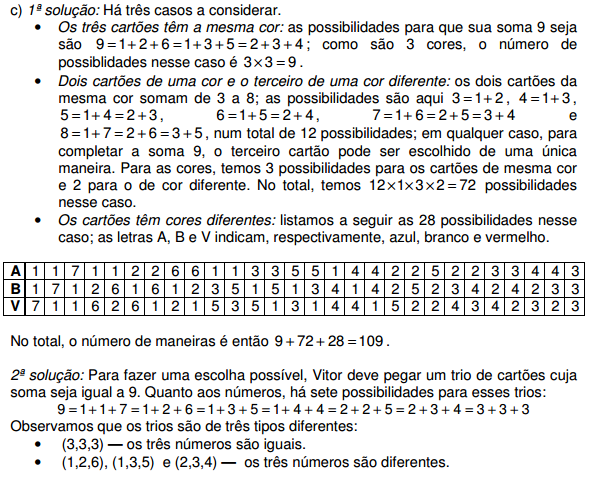 c) 1ª solução: Há três casos a considerar.
• Os três cartões têm a mesma cor: as possibilidades para que sua soma 9 seja
são 9=1+2+6=1+3+5=2+3+4; como são 3 cores, o número de
possiblidades nesse caso é 3×3=9.
• Dois cartões de uma cor e o terceiro de uma cor diferente: os dois cartões da
mesma cor somam de 3 a 8; as possibilidades são aqui 3=1+2, 4=1+3,
5=1+4=2+3, 6=1+5=2+4, 7=1+6=2+5=3+4 e
8=1+7=2+6=3+5, num total de 12 possibilidades; em qualquer caso, para
completar a soma 9, o terceiro cartão pode ser escolhido de uma única
maneira. Para as cores, temos 3 possibilidades para os cartões de mesma cor
e 2 para o de cor diferente. No total, temos 12×1×3×2=72 possibilidades
nesse caso.
• Os cartões têm cores diferentes: listamos a seguir as 28 possibilidades nesse
caso; as letras A, B e V indicam, respectivamente, azul, branco e vermelho.
A 1 1 7 1 1 2 2 6 6 1 1 3 3 5 5 1 4 4 2 2 5 2 2 3 3 4 4 3
B 1 7 1 2 6 1 6 1 2 3 5 1 5 1 3 4 1 4 2 5 2 3 4 2 4 2 3 3
V 7 1 1 6 2 6 1 2 1 5 3 5 1 3 1 4 4 1 5 2 2 4 3 4 2 3 2 3
No total, o número de maneiras é então 9+72+28=109.
2ª solução: Para fazer uma escolha possível, Vitor deve pegar um trio de cartões cuja
soma seja igual a 9. Quanto aos números, há sete possibilidades para esses trios:
9=1+1+7=1+2+6=1+3+5=1+4+4=2+2+5=2+3+4=3+3+3
Observamos que os trios são de três tipos diferentes:
• (3,3,3) — os três números são iguais.
• (1,2,6), (1,3,5) e (2,3,4) — os três números são diferentes.